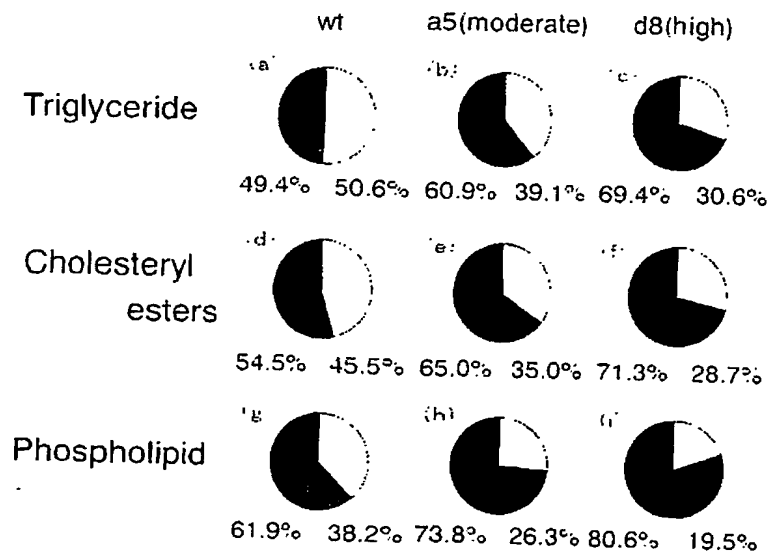 wt a5(moderate) d8(high)
(a) (b) (c)
Triglyceride
49.4% 50.6% 60.9% 39.1% 69.4% 30.6%
(d) (e) (f)
Cholesteryl
esters
54.5% 45.5% 65.0% 35.0% 71.3% 28.7%
(g) (h) (i)
Phospholipid
61.9% 38.2% 73.8% 26.3% 80.6% 19.5%